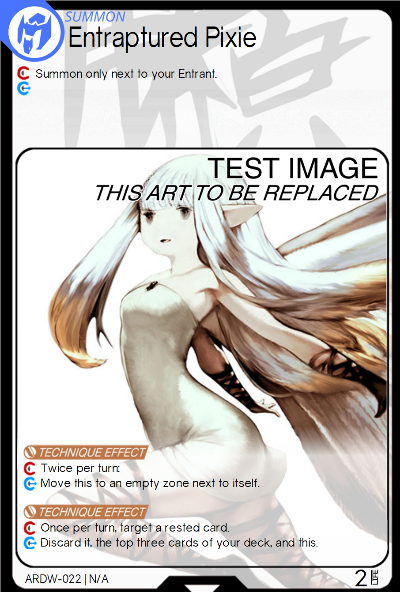 SUMMON
Entraptured Pixie
C Summon only next to your Entrant.
TEST IMAGE
THIS ART TO BE REPLACED
TECHNIQUE EFFECT
C Twice per turn:
Move this to an empty zone next to itself.
TECHNIQUE EFFECT
C Once per turn, target a rested card.
Discard it, the top three cards of your deck, and this.
ARDW-022 | N/A
2 LIFE